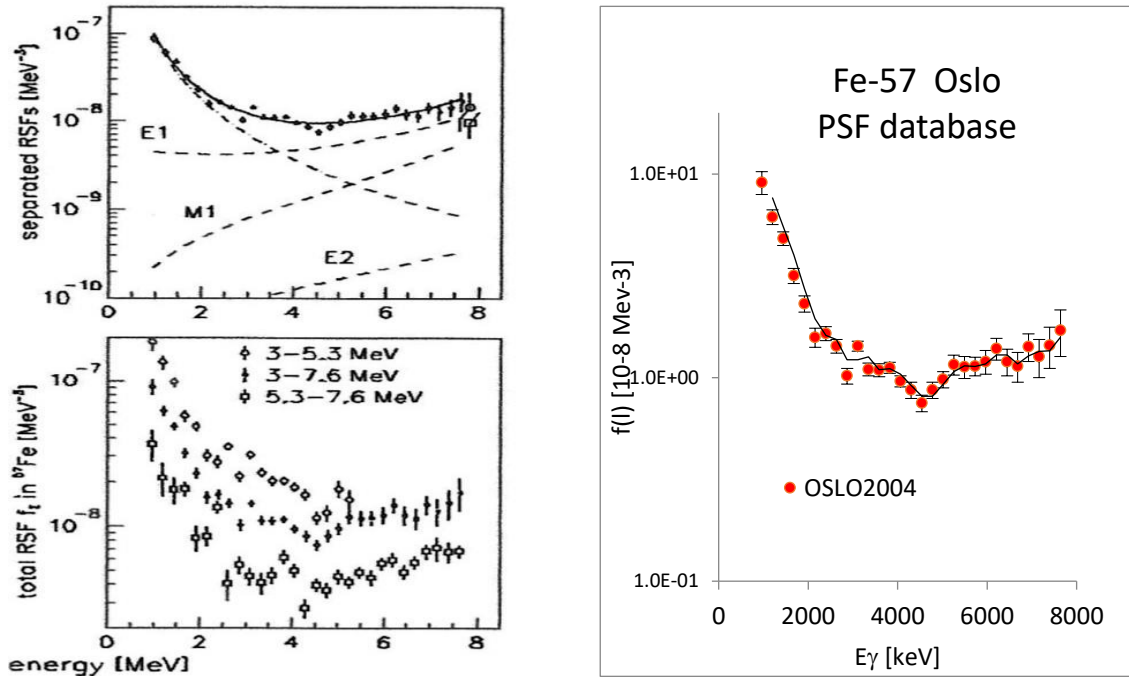 separated RSFs [MeV⁻³]
10⁻⁷
10⁻⁸
10⁻⁹
10⁻¹⁰
E1
M1
E2
0
2
4
6
8
total RSF f_Σ in ⁵⁷Fe [MeV⁻³]
10⁻⁷
10⁻⁸
3-5.3 MeV
3-7.6 MeV
5.3-7.6 MeV
0
2
4
6
8
energy [MeV]
Fe-57 Oslo
PSF database
f(l) [10-8 Mev-3)
1.0E+01
1.0E+00
1.0E-01
OSLO2004
0
2000
4000
6000
8000
Eγ [keV]